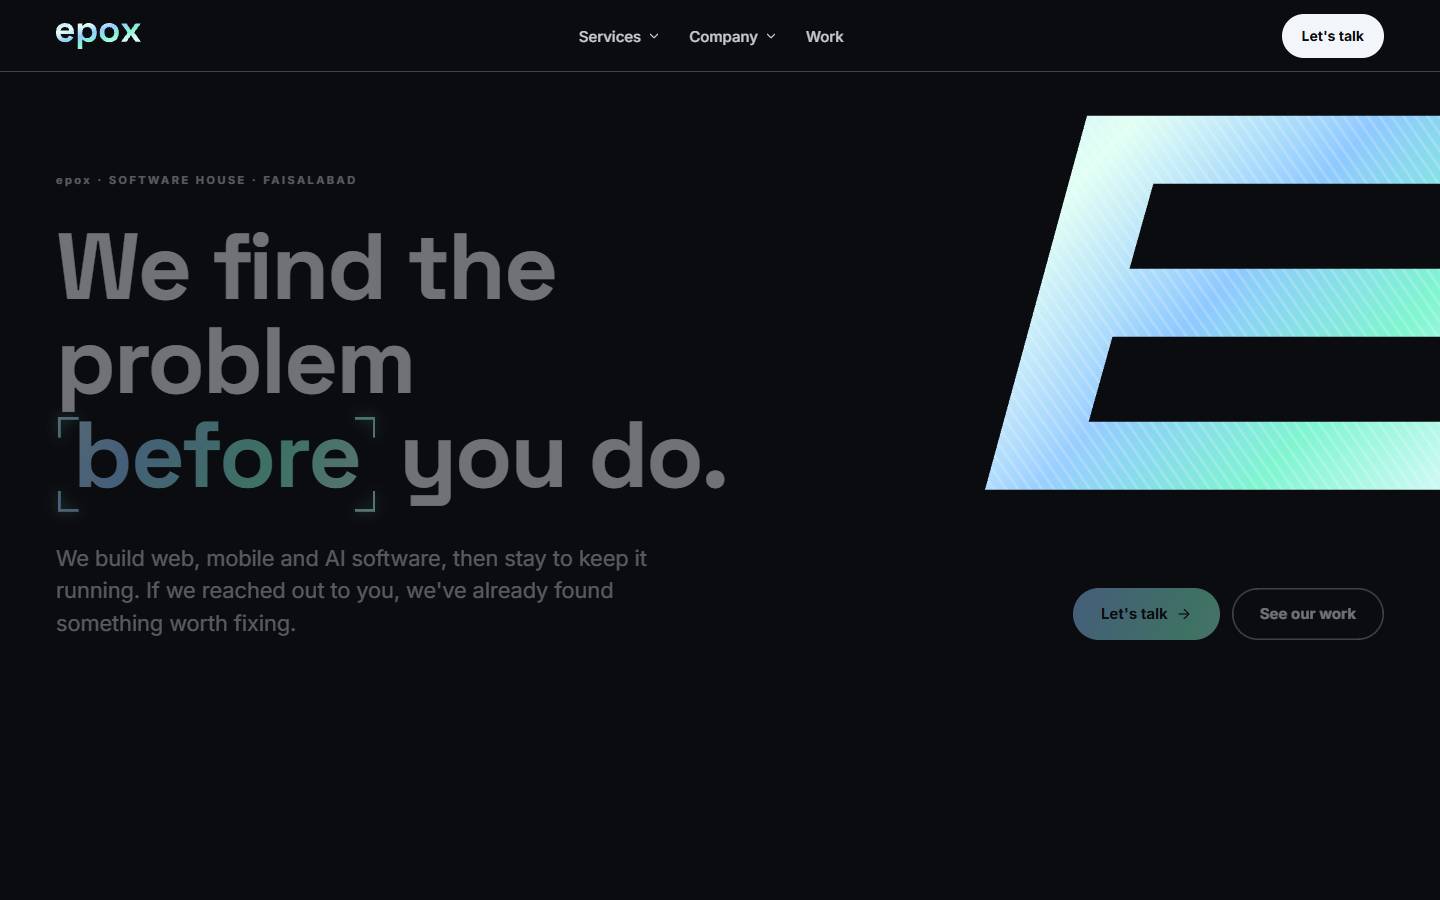 epox
Services
Company
Work
Let's talk
epox · SOFTWARE HOUSE · FAISALABAD
We find the
problem
before you do.
We build web, mobile and AI software, then stay to keep it
running. If we reached out to you, we've already found
something worth fixing.
Let's talk →
See our work
E